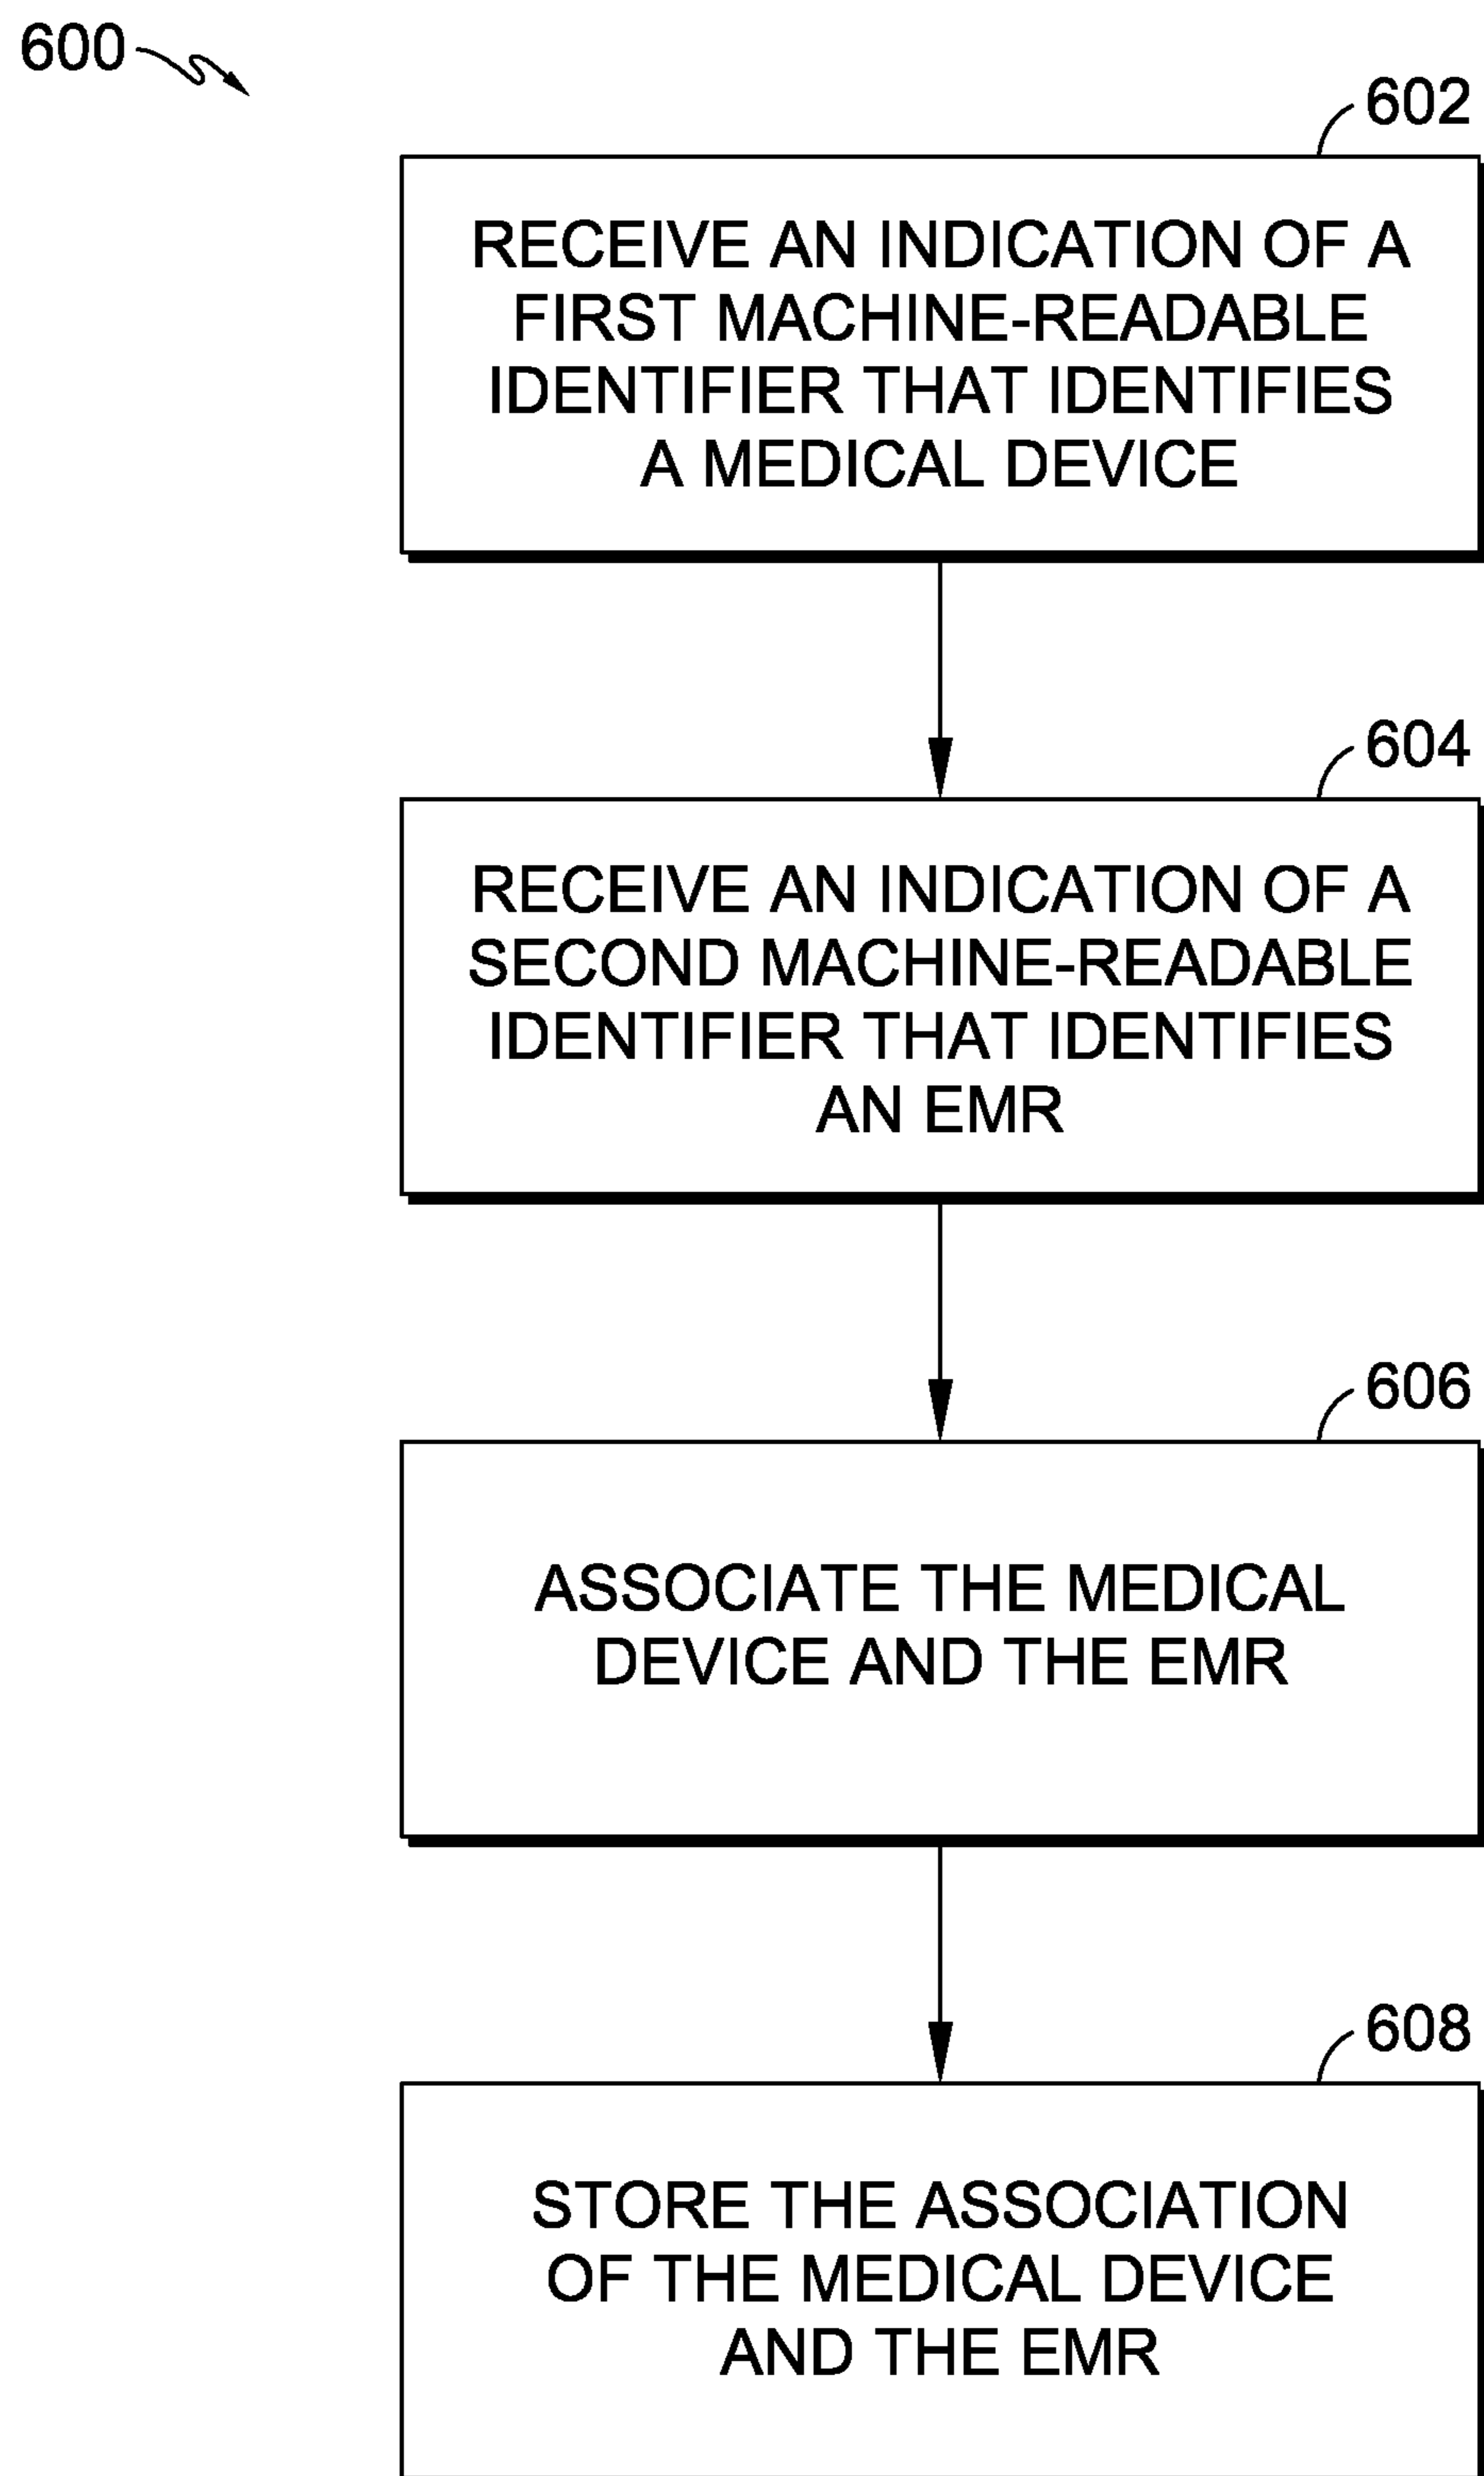 600
602
RECEIVE AN INDICATION OF A
FIRST MACHINE-READABLE
IDENTIFIER THAT IDENTIFIES
A MEDICAL DEVICE
604
RECEIVE AN INDICATION OF A
SECOND MACHINE-READABLE
IDENTIFIER THAT IDENTIFIES
AN EMR
606
ASSOCIATE THE MEDICAL
DEVICE AND THE EMR
608
STORE THE ASSOCIATION
OF THE MEDICAL DEVICE
AND THE EMR